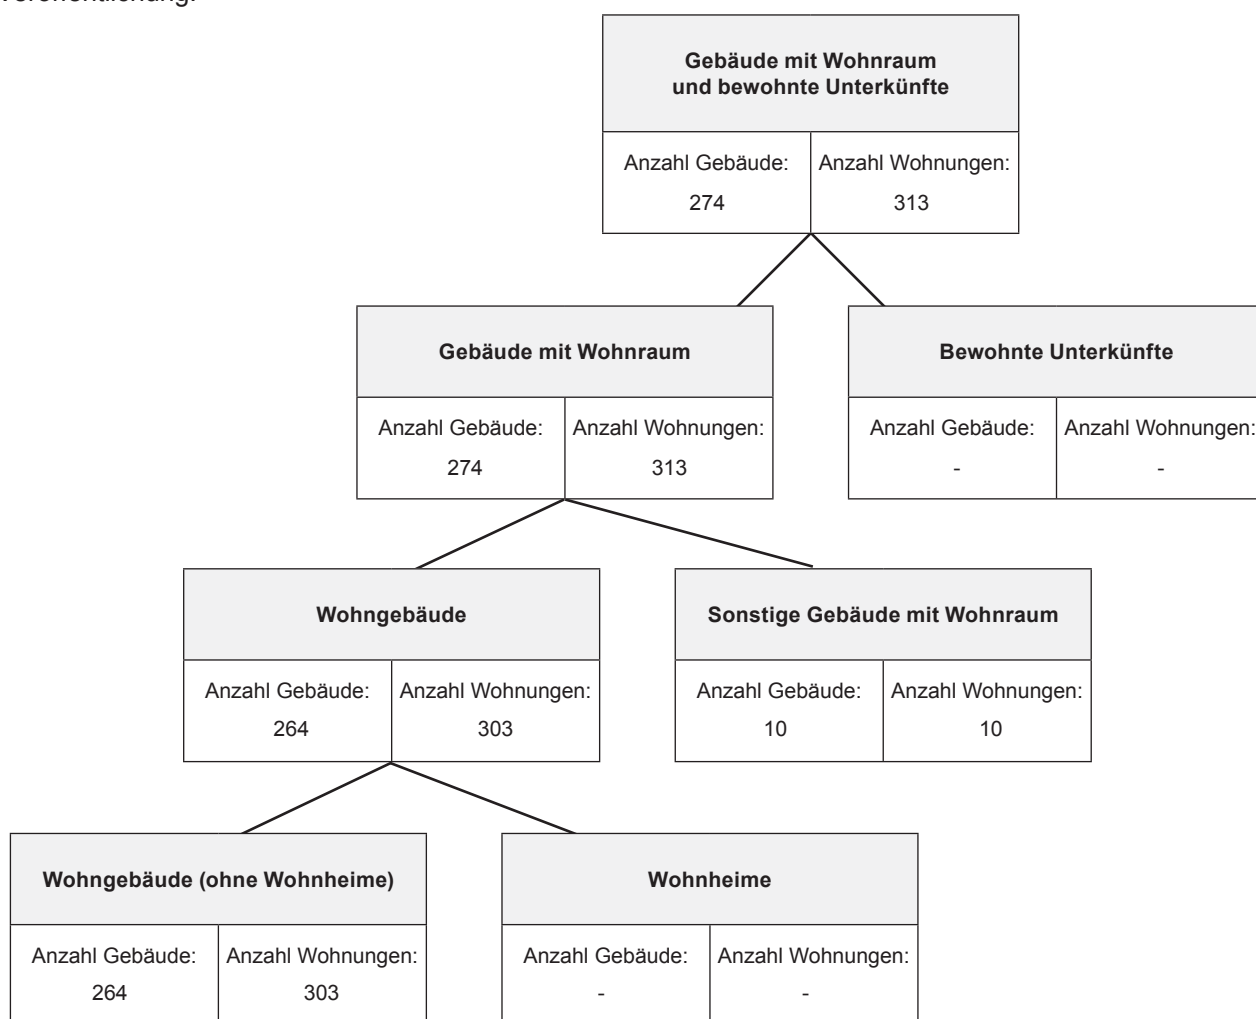 Gebäude mit Wohnraum
und bewohnte Unterkünfte
Anzahl Gebäude: Anzahl Wohnungen:
274 313
Gebäude mit Wohnraum Bewohnte Unterkünfte
Anzahl Gebäude: Anzahl Wohnungen: Anzahl Gebäude: Anzahl Wohnungen:
274 313 - -
Wohngebäude Sonstige Gebäude mit Wohnraum
Anzahl Gebäude: Anzahl Wohnungen: Anzahl Gebäude: Anzahl Wohnungen:
264 303 10 10
Wohngebäude (ohne Wohnheime) Wohnheime
Anzahl Gebäude: Anzahl Wohnungen: Anzahl Gebäude: Anzahl Wohnungen:
264 303 - -